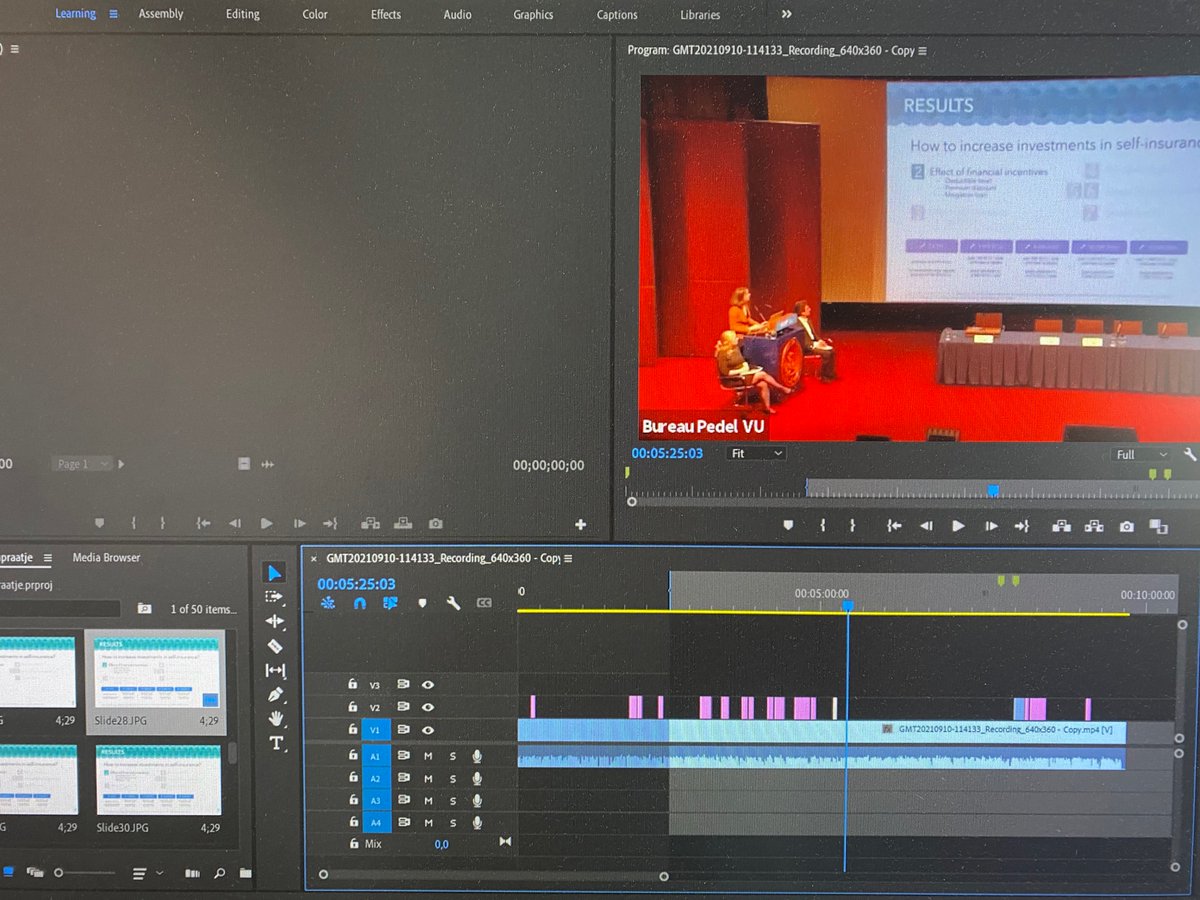 Learning Assembly Editing Color Effects Audio Graphics Captions Libraries
Program: GMT20210910-114133_Recording_640x360 - Copy
RESULTS
How to increase investments in self-insuranc
2 Effect of financial incentives
Bureau Pedel VU
00:05:25:03 Fit Full
00 Page 1 00;00;00;00
praatje Media Browser
aatje.prproj
1 of 50 items...
RESULTS
Slide28.JPG 4;29
4;29
RESULTS
Slide30.JPG 4;29
4;29
GMT20210910-114133_Recording_640x360 - Copy
00:05:25:03
00:05:00:00 00:10:00:00
V3
V2
V1
GMT20210910-114133_Recording_640x360 - Copy.mp4 [V]
A1 M S
A2 M S
A3 M S
A4 M S
Mix 0,0